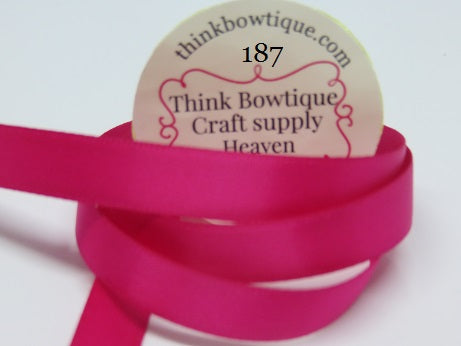 thinkbowtique.com
187
Think Bowtique
Craft supply
Heaven